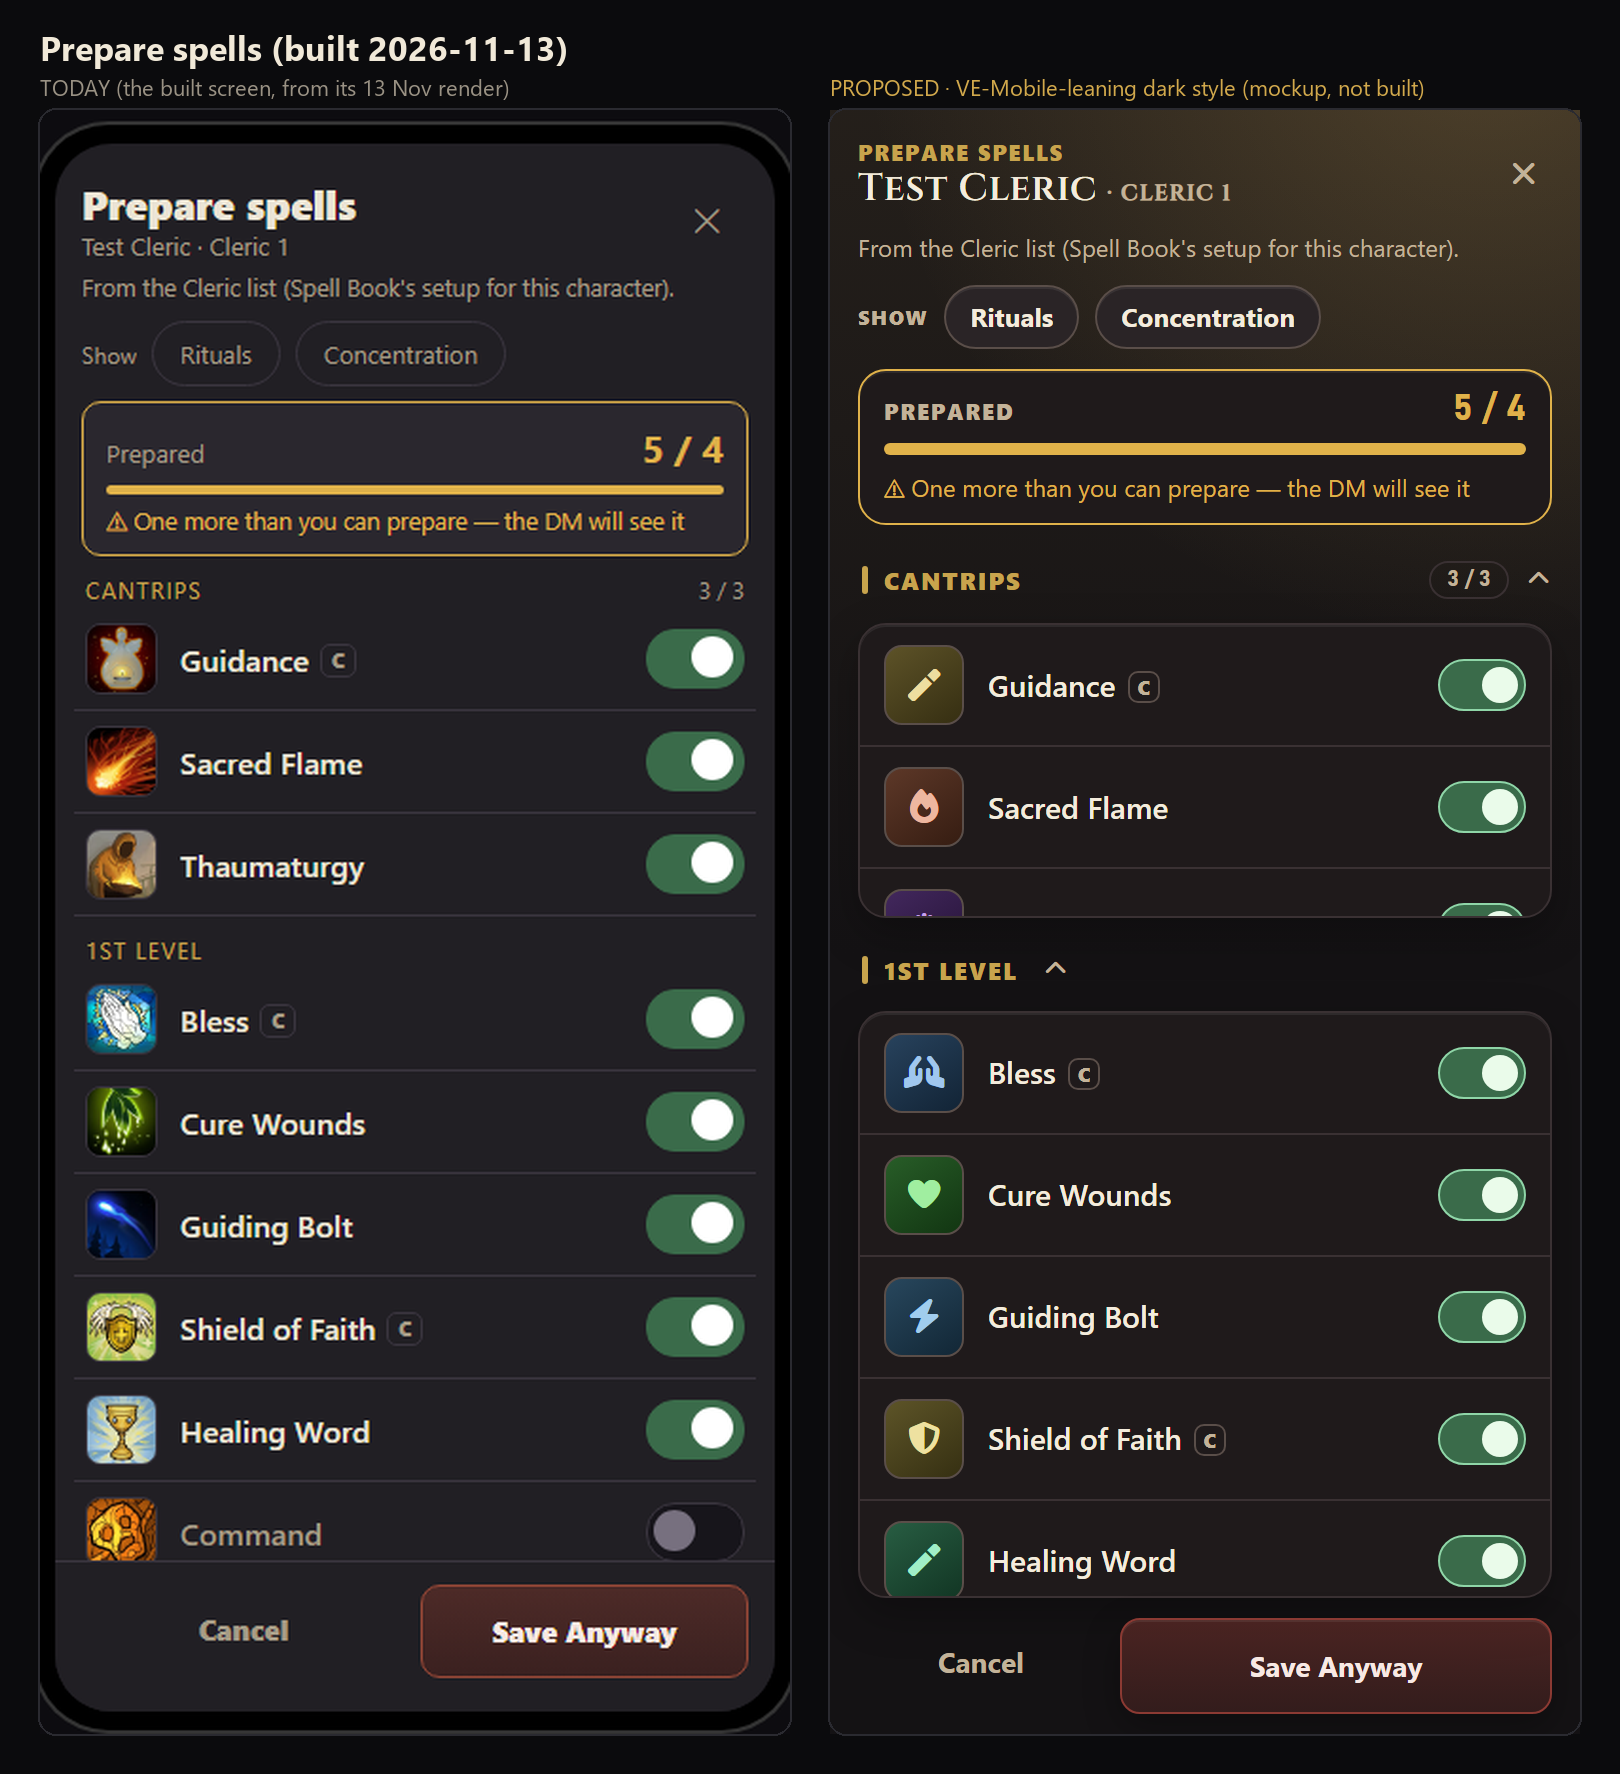 Prepare spells (built 2026-11-13)
TODAY (the built screen, from its 13 Nov render)
Prepare spells
Test Cleric · Cleric 1
From the Cleric list (Spell Book's setup for this character).
Show Rituals Concentration
Prepared 5 / 4
⚠ One more than you can prepare — the DM will see it
CANTRIPS 3 / 3
Guidance C
Sacred Flame
Thaumaturgy
1ST LEVEL
Bless C
Cure Wounds
Guiding Bolt
Shield of Faith C
Healing Word
Command
Cancel Save Anyway
PROPOSED · VE-Mobile-leaning dark style (mockup, not built)
PREPARE SPELLS
TEST CLERIC · CLERIC 1
From the Cleric list (Spell Book's setup for this character).
SHOW Rituals Concentration
PREPARED 5 / 4
⚠ One more than you can prepare — the DM will see it
CANTRIPS 3 / 3
Guidance C
Sacred Flame
1ST LEVEL
Bless C
Cure Wounds
Guiding Bolt
Shield of Faith C
Healing Word
Cancel Save Anyway